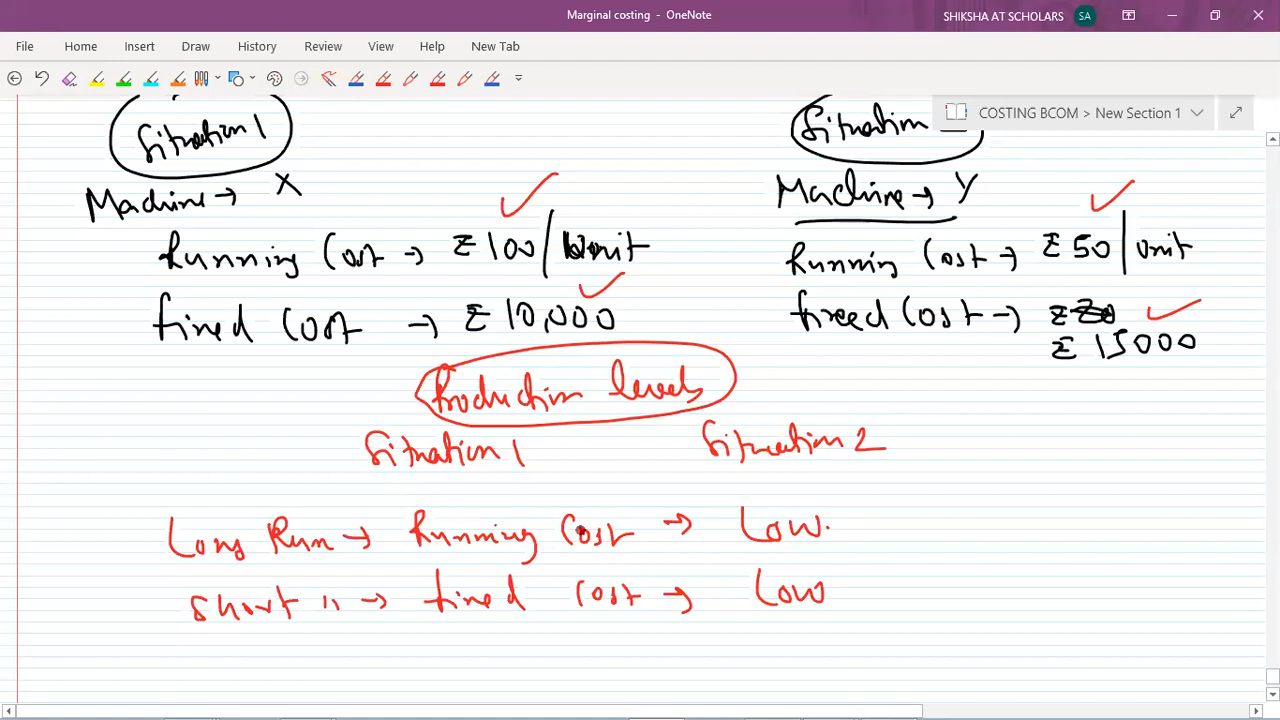 Marginal costing - OneNote
SHIKSHA AT SCHOLARS SA
File Home Insert Draw History Review View Help New Tab
COSTING BCOM > New Section 1
Situation 1
Machine → X
Running Cost → ₹ 100/Unit
fixed Cost → ₹ 10,000
Situation
Machine → Y
Running Cost → ₹ 50/unit
fixed Cost →
₹ 15000
Production levels
Situation 1 Situation 2
Long Run → Running Cost → Low.
Short " → fixed Cost → Low